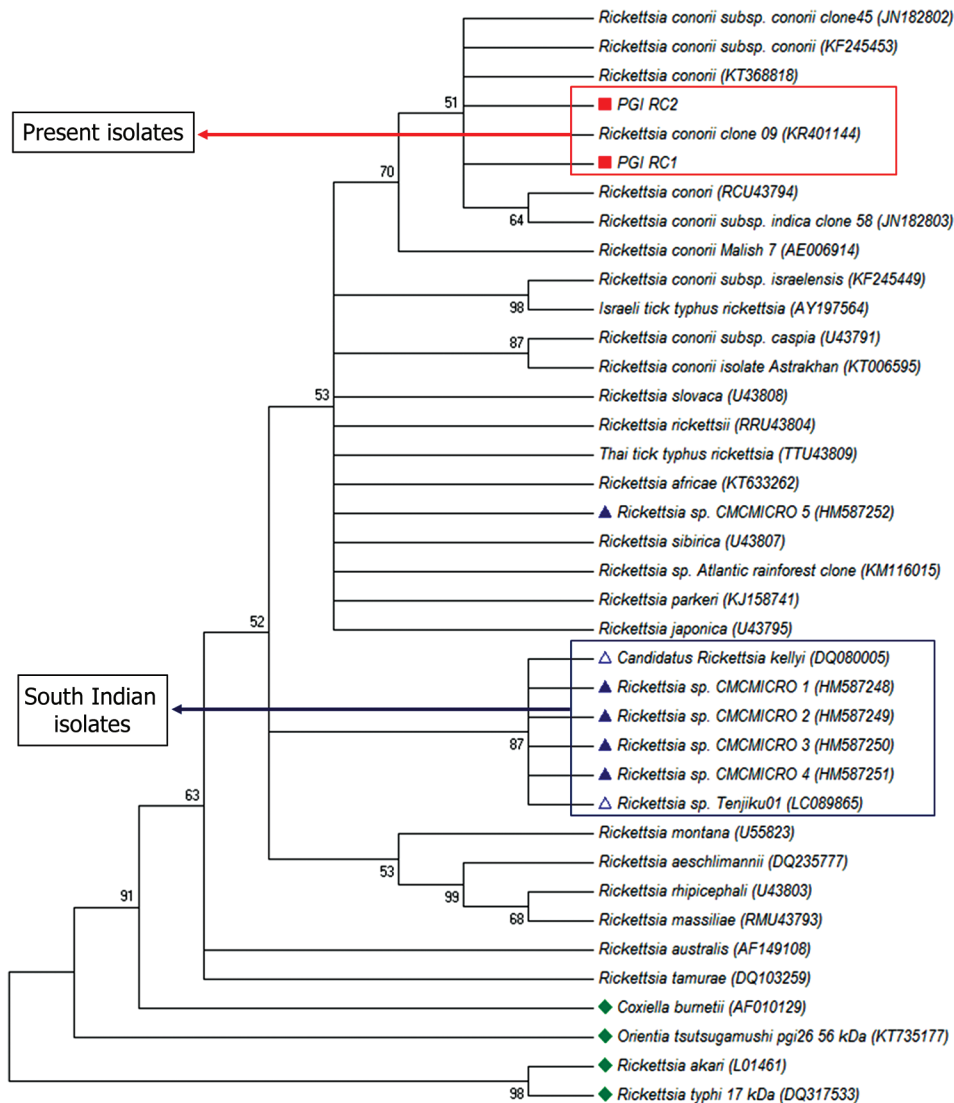 Rickettsia conorii subsp. conorii clone45 (JN182802)
Rickettsia conorii subsp. conorii (KF245453)
Rickettsia conorii (KT368818)
51
PGI RC2
Present isolates
Rickettsia conorii clone 09 (KR401144)
PGI RC1
70
Rickettsia conori (RCU43794)
64
Rickettsia conorii subsp. indica clone 58 (JN182803)
Rickettsia conorii Malish 7 (AE006914)
Rickettsia conorii subsp. israelensis (KF245449)
98
Israeli tick typhus rickettsia (AY197564)
87
Rickettsia conorii subsp. caspia (U43791)
Rickettsia conorii isolate Astrakhan (KT006595)
53
Rickettsia slovaca (U43808)
Rickettsia rickettsii (RRU43804)
Thai tick typhus rickettsia (TTU43809)
Rickettsia africae (KT633262)
Rickettsia sp. CMCMICRO 5 (HM587252)
Rickettsia sibirica (U43807)
Rickettsia sp. Atlantic rainforest clone (KM116015)
Rickettsia parkeri (KJ158741)
52
Rickettsia japonica (U43795)
Candidatus Rickettsia kellyi (DQ080005)
South Indian
isolates
Rickettsia sp. CMCMICRO 1 (HM587248)
Rickettsia sp. CMCMICRO 2 (HM587249)
87
Rickettsia sp. CMCMICRO 3 (HM587250)
Rickettsia sp. CMCMICRO 4 (HM587251)
63
Rickettsia sp. Tenjiku01 (LC089865)
Rickettsia montana (U55823)
53
Rickettsia aeschlimannii (DQ235777)
99
Rickettsia rhipicephali (U43803)
68
Rickettsia massiliae (RMU43793)
91
Rickettsia australis (AF149108)
Rickettsia tamurae (DQ103259)
Coxiella burnetii (AF010129)
Orientia tsutsugamushi pgi26 56 kDa (KT735177)
Rickettsia akari (L01461)
98
Rickettsia typhi 17 kDa (DQ317533)